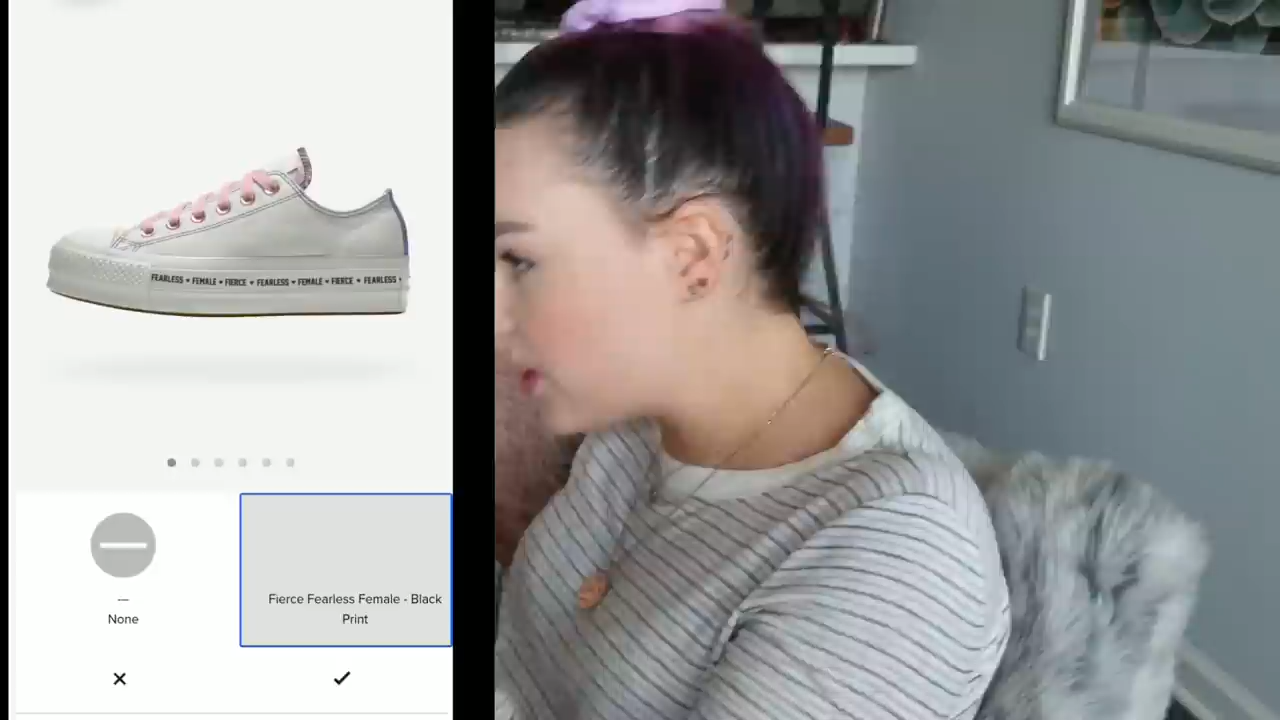 FEARLESS ♥ FEMALE ♥ FIERCE ♥ FEARLESS ♥ FEMALE ♥ FIERCE ♥ FEARLESS
—
None
Fierce Fearless Female - Black
Print